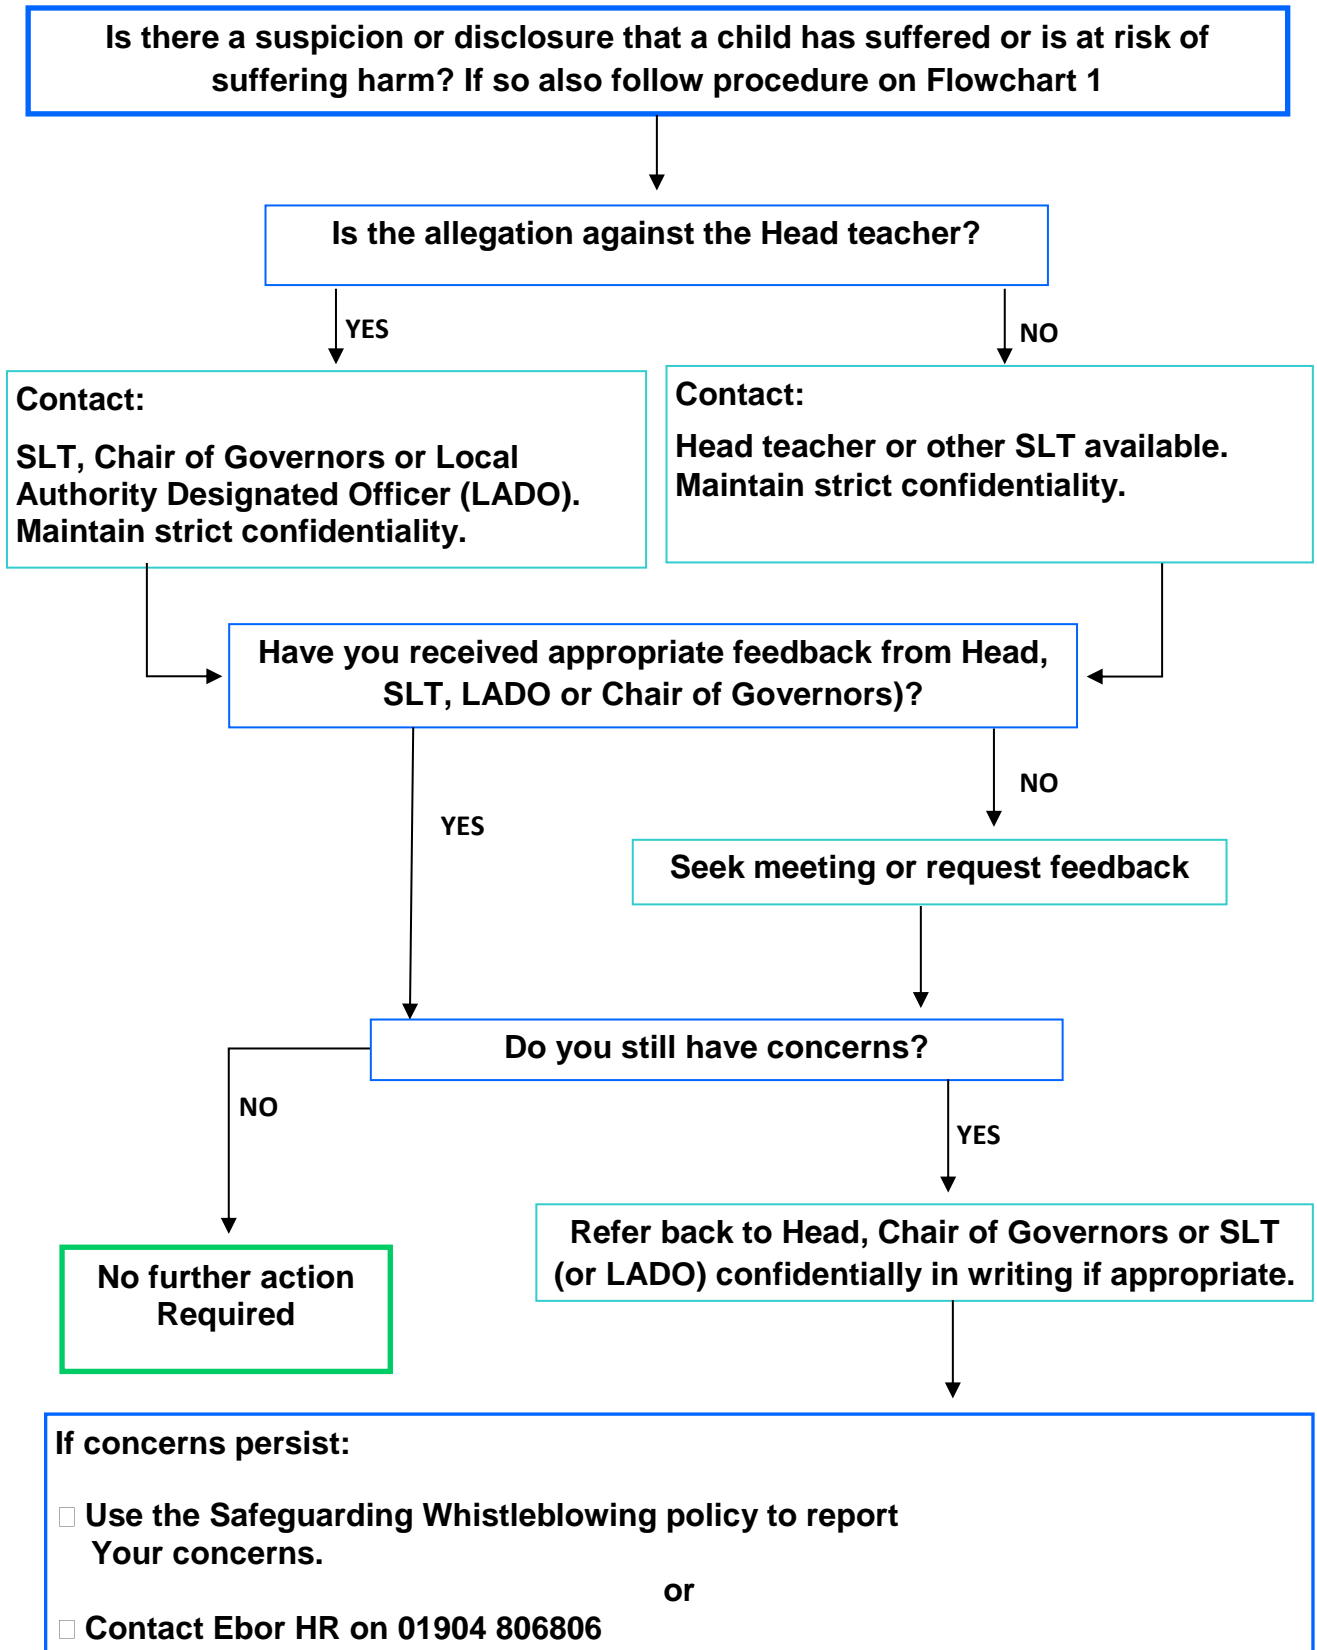 Is there a suspicion or disclosure that a child has suffered or is at risk of
suffering harm? If so also follow procedure on Flowchart 1
Is the allegation against the Head teacher?
YES
NO
Contact:
SLT, Chair of Governors or Local
Authority Designated Officer (LADO).
Maintain strict confidentiality.
Contact:
Head teacher or other SLT available.
Maintain strict confidentiality.
Have you received appropriate feedback from Head,
SLT, LADO or Chair of Governors)?
NO
YES
Seek meeting or request feedback
Do you still have concerns?
NO
YES
No further action
Required
Refer back to Head, Chair of Governors or SLT
(or LADO) confidentially in writing if appropriate.
If concerns persist:
Use the Safeguarding Whistleblowing policy to report
Your concerns.
or
Contact Ebor HR on 01904 806806